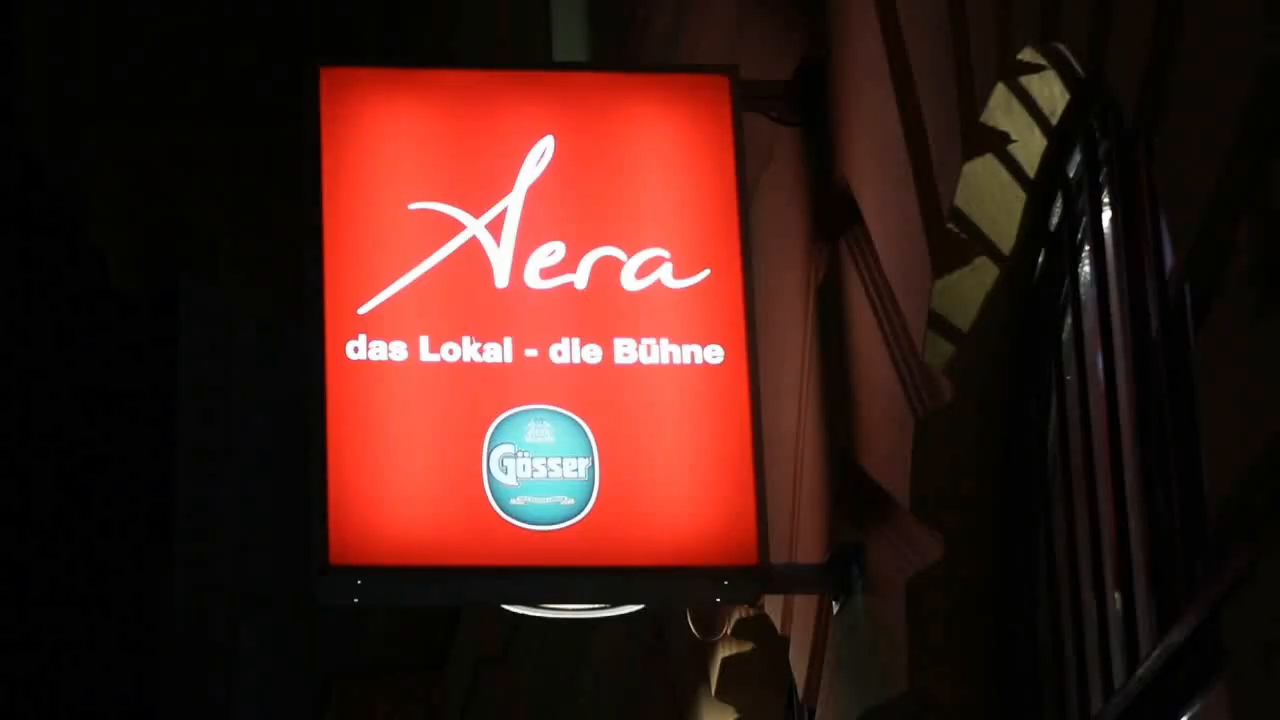 Aera
das Lokal - die Bühne
Gösser